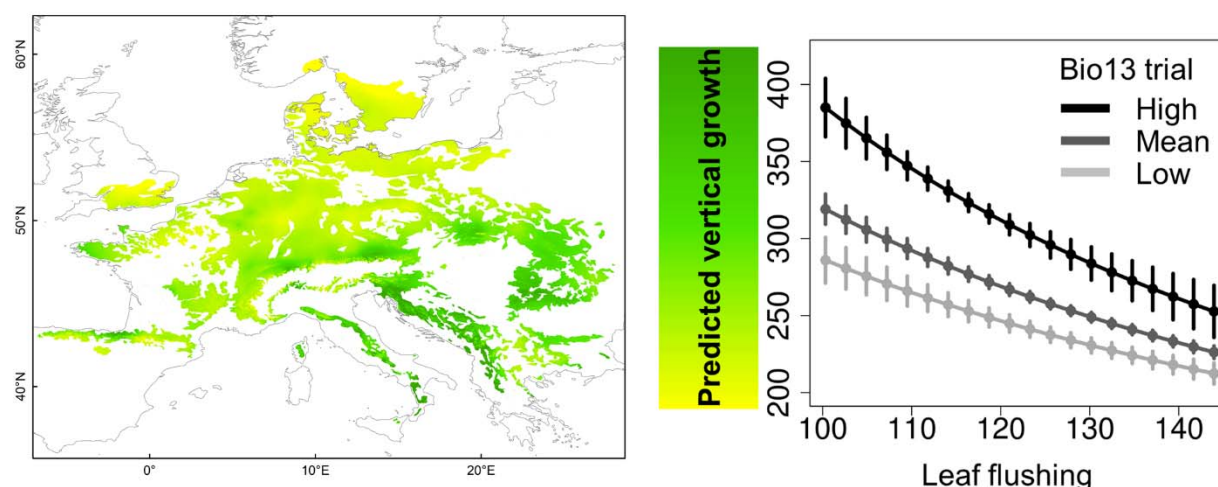 60°N
50°N
40°N
0°
10°E
20°E
Predicted vertical growth
400
350
300
250
200
Bio13 trial
High
Mean
Low
100
110
120
130
140
Leaf flushing